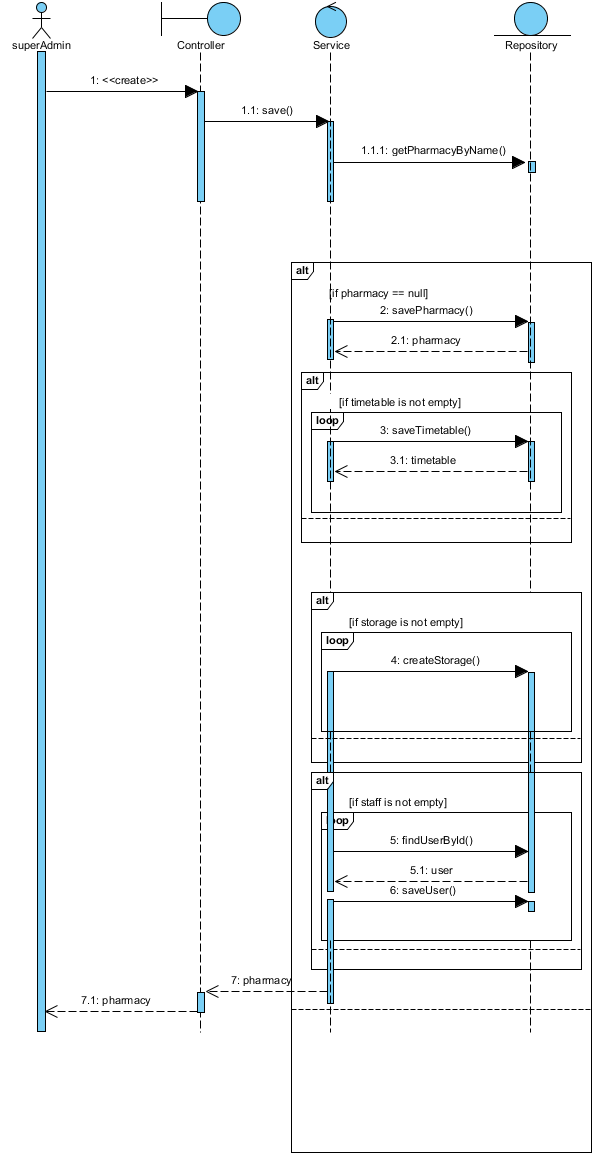 superAdmin
Controller
Service
Repository
1: <<create>>
1.1: save()
1.1.1: getPharmacyByName()
alt
[if pharmacy == null]
2: savePharmacy()
2.1: pharmacy
alt
[if timetable is not empty]
loop
3: saveTimetable()
3.1: timetable
alt
[if storage is not empty]
loop
4: createStorage()
alt
[if staff is not empty]
loop
5: findUserById()
5.1: user
6: saveUser()
7: pharmacy
7.1: pharmacy